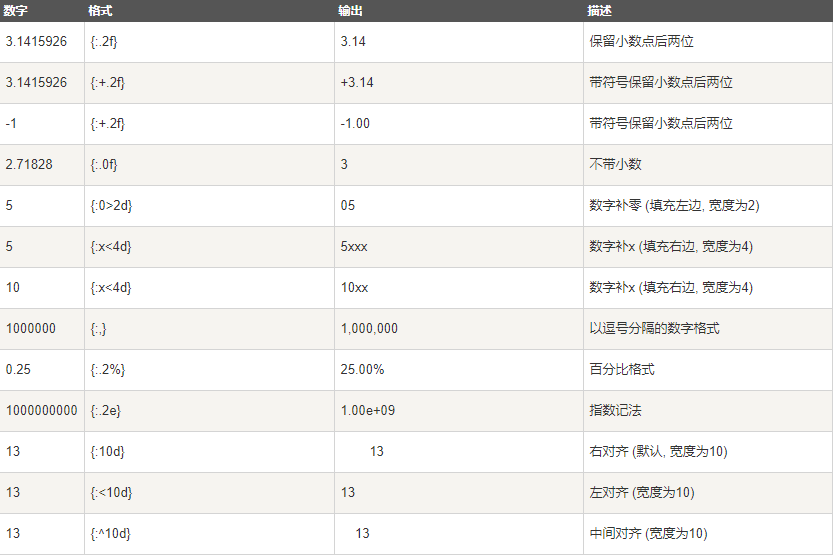 数字 格式 输出 描述
3.1415926 {:.2f} 3.14 保留小数点后两位
3.1415926 {:+.2f} +3.14 带符号保留小数点后两位
-1 {:+.2f} -1.00 带符号保留小数点后两位
2.71828 {:.0f} 3 不带小数
5 {:0>2d} 05 数字补零 (填充左边, 宽度为2)
5 {:x<4d} 5xxx 数字补x (填充右边, 宽度为4)
10 {:x<4d} 10xx 数字补x (填充右边, 宽度为4)
1000000 {:,} 1,000,000 以逗号分隔的数字格式
0.25 {:.2%} 25.00% 百分比格式
1000000000 {:.2e} 1.00e+09 指数记法
13 {:10d} 13 右对齐 (默认, 宽度为10)
13 {:<10d} 13 左对齐 (宽度为10)
13 {:^10d} 13 中间对齐 (宽度为10)